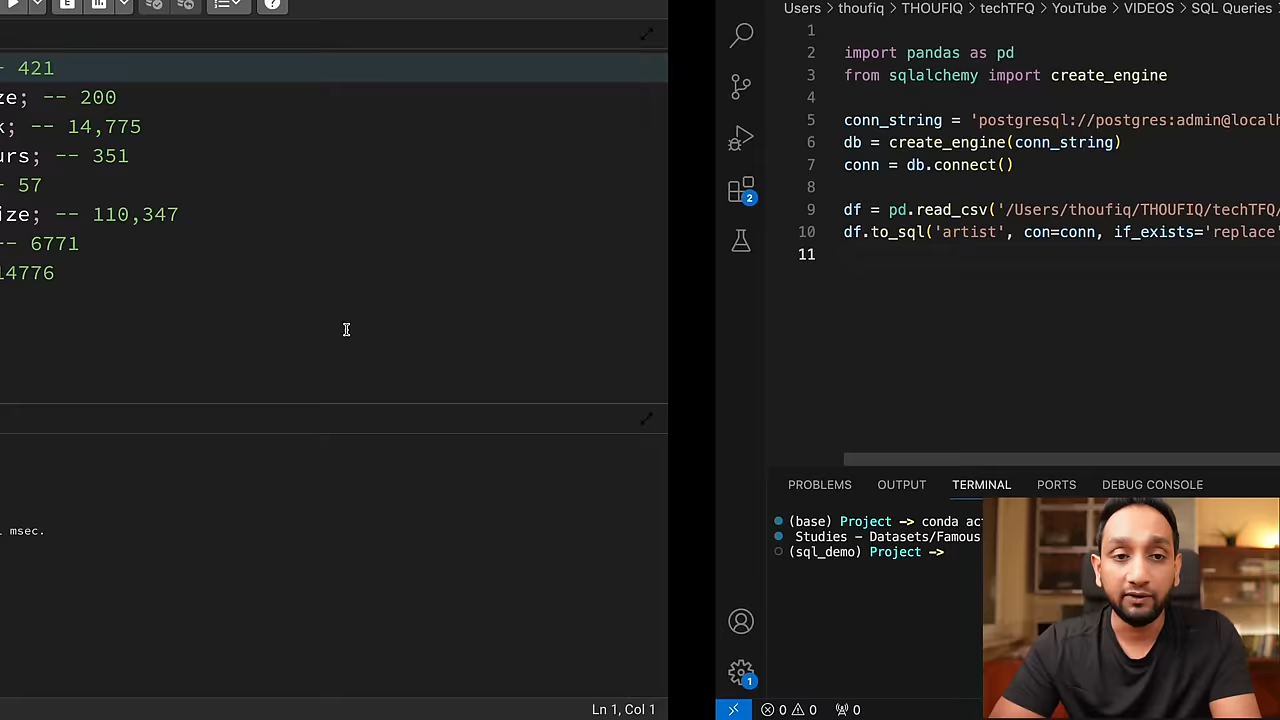 - 421
ze; -- 200
k; -- 14,775
urs; -- 351
- 57
ize; -- 110,347
-- 6771
14776
msec.
Ln 1, Col 1
Users > thoufiq > THOUFIQ > techTFQ > YouTube > VIDEOS > SQL Queries >
1
2 import pandas as pd
3 from sqlalchemy import create_engine
4
5 conn_string = 'postgresql://postgres:admin@localh
6 db = create_engine(conn_string)
7 conn = db.connect()
8
9 df = pd.read_csv('/Users/thoufiq/THOUFIQ/techTFQ/
10 df.to_sql('artist', con=conn, if_exists='replace'
11
2
PROBLEMS OUTPUT TERMINAL PORTS DEBUG CONSOLE
(base) Project -> conda act
Studies - Datasets/Famous
(sql_demo) Project ->
1
0 0 0